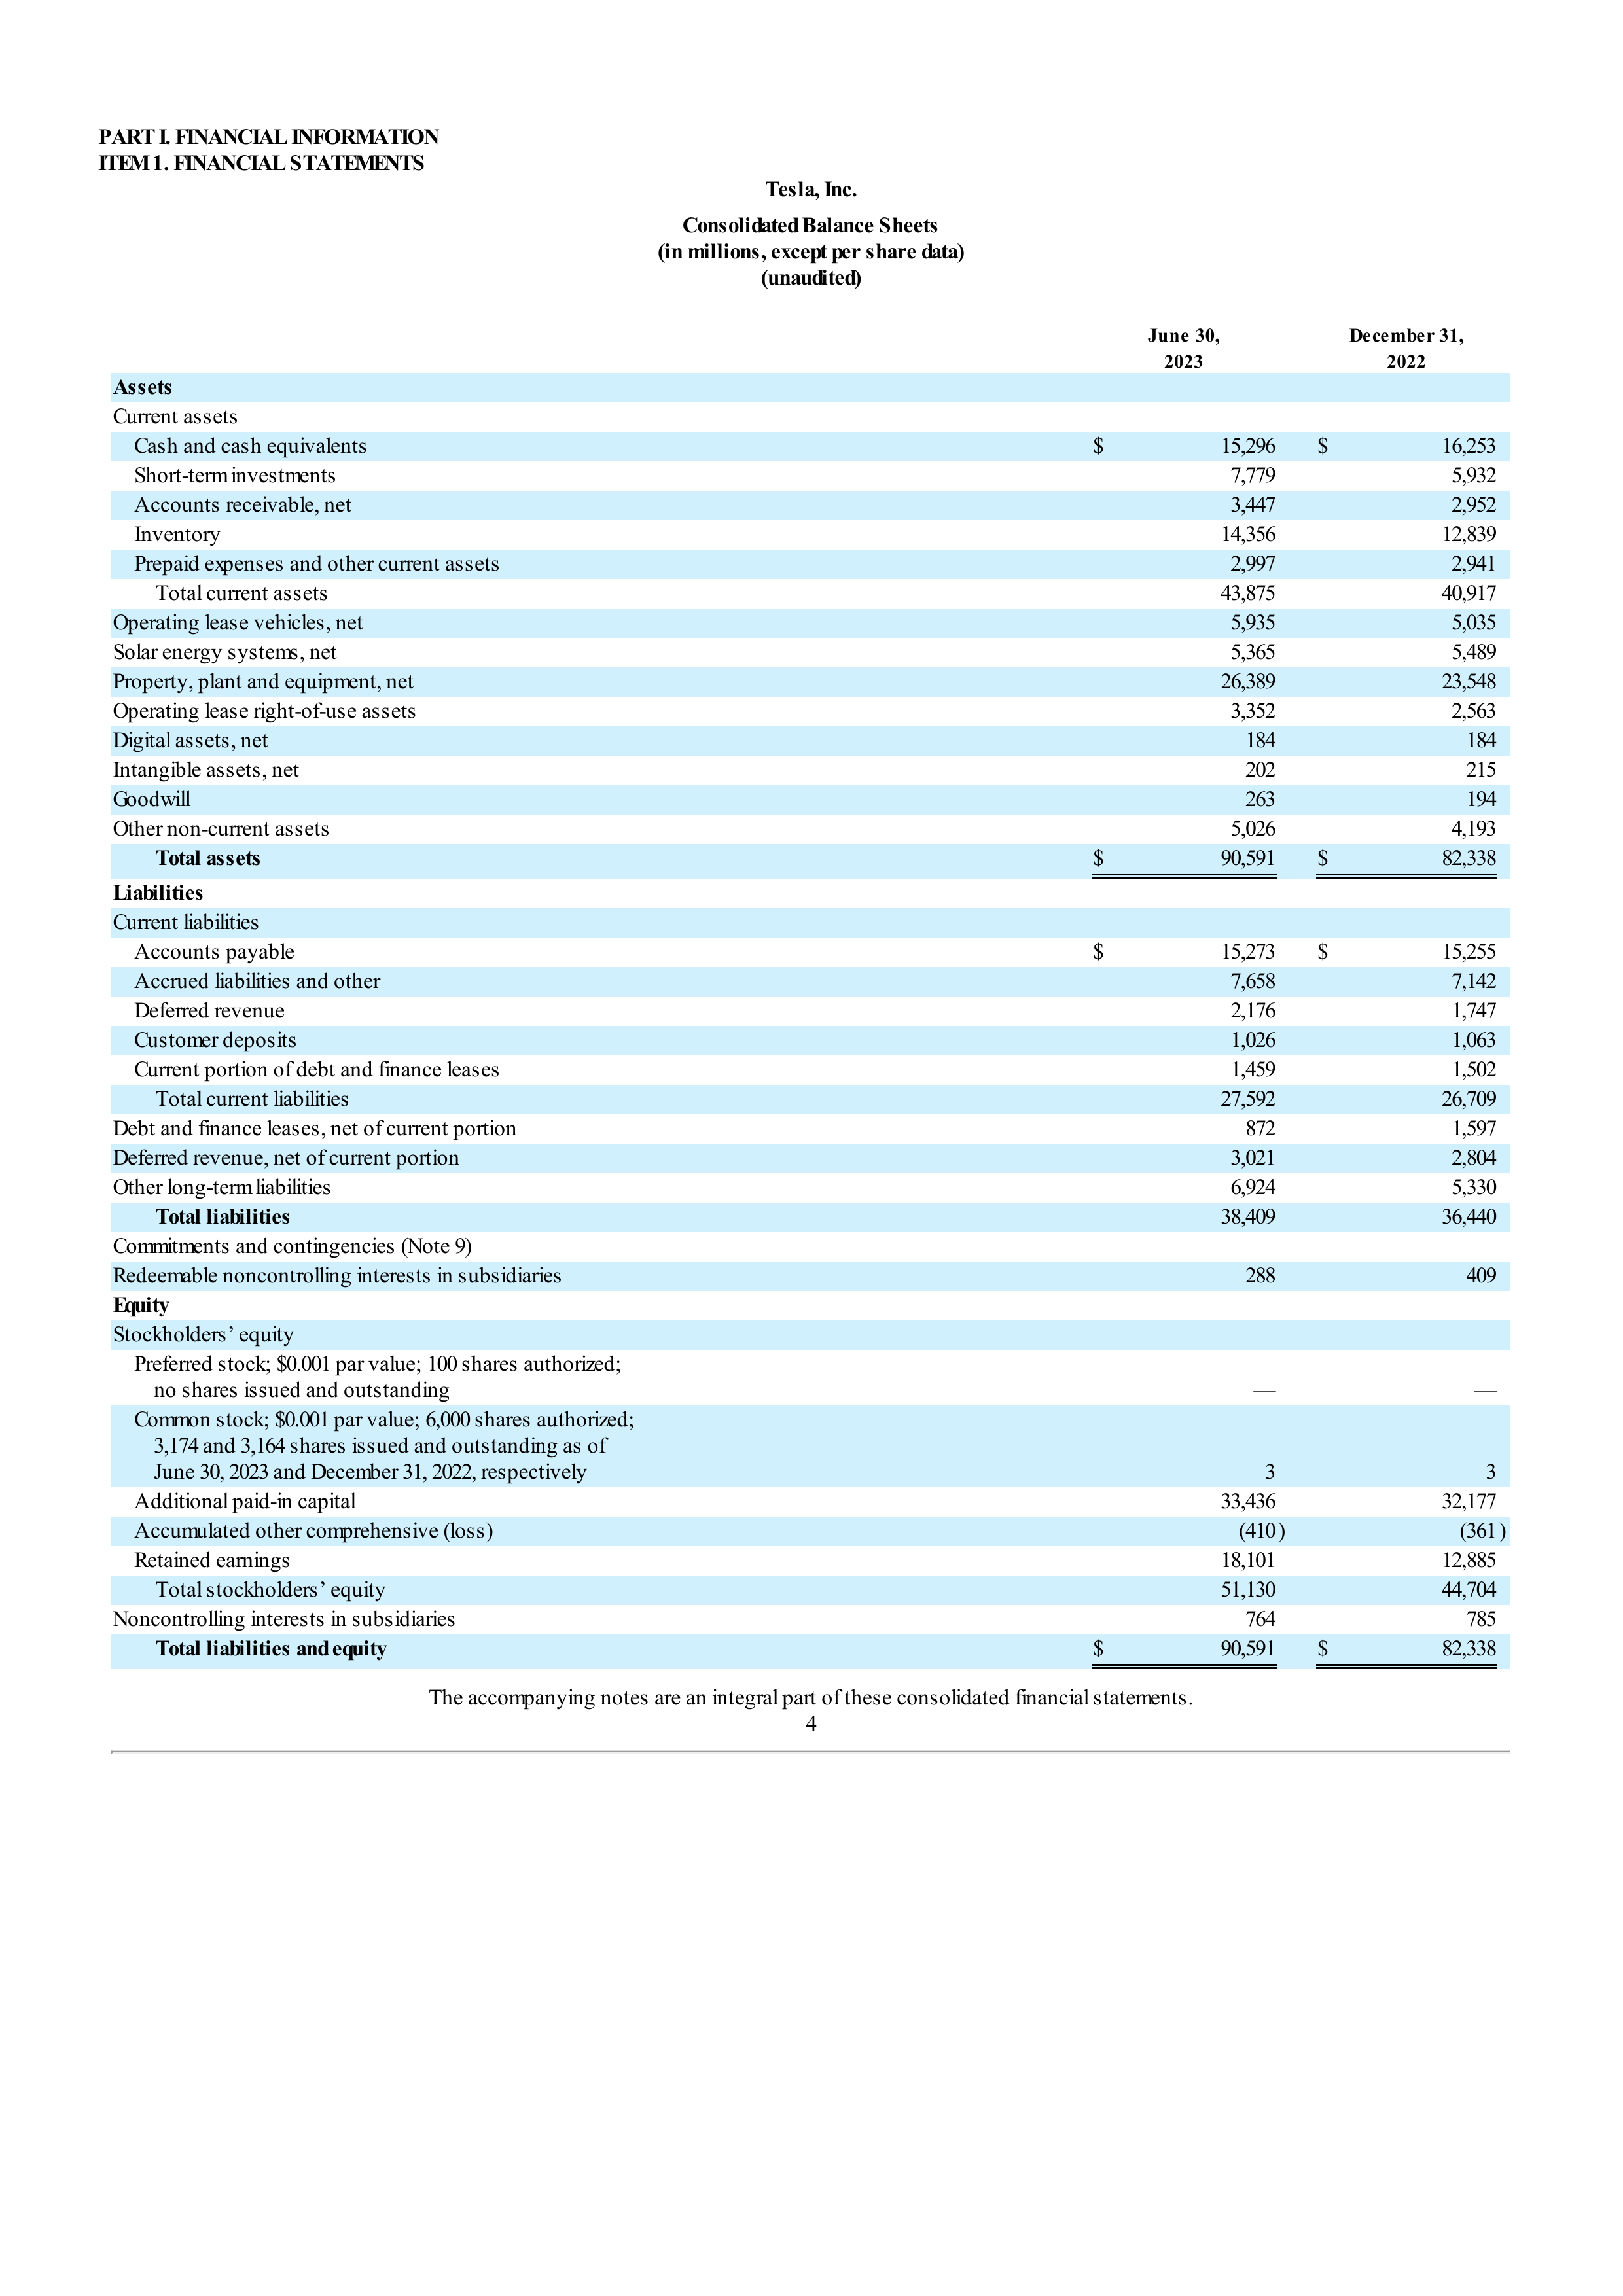 PART I. FINANCIAL INFORMATION
ITEM 1. FINANCIAL STATEMENTS
Tesla, Inc.
Consolidated Balance Sheets
(in millions, except per share data)
(unaudited)
June 30, December 31,
2023 2022
Assets
Current assets
Cash and cash equivalents $ 15,296 $ 16,253
Short-term investments 7,779 5,932
Accounts receivable, net 3,447 2,952
Inventory 14,356 12,839
Prepaid expenses and other current assets 2,997 2,941
Total current assets 43,875 40,917
Operating lease vehicles, net 5,935 5,035
Solar energy systems, net 5,365 5,489
Property, plant and equipment, net 26,389 23,548
Operating lease right-of-use assets 3,352 2,563
Digital assets, net 184 184
Intangible assets, net 202 215
Goodwill 263 194
Other non-current assets 5,026 4,193
Total assets $ 90,591 $ 82,338
Liabilities
Current liabilities
Accounts payable $ 15,273 $ 15,255
Accrued liabilities and other 7,658 7,142
Deferred revenue 2,176 1,747
Customer deposits 1,026 1,063
Current portion of debt and finance leases 1,459 1,502
Total current liabilities 27,592 26,709
Debt and finance leases, net of current portion 872 1,597
Deferred revenue, net of current portion 3,021 2,804
Other long-term liabilities 6,924 5,330
Total liabilities 38,409 36,440
Commitments and contingencies (Note 9)
Redeemable noncontrolling interests in subsidiaries 288 409
Equity
Stockholders’ equity
Preferred stock; $0.001 par value; 100 shares authorized;
no shares issued and outstanding — —
Common stock; $0.001 par value; 6,000 shares authorized;
3,174 and 3,164 shares issued and outstanding as of
June 30, 2023 and December 31, 2022, respectively 3 3
Additional paid-in capital 33,436 32,177
Accumulated other comprehensive (loss) (410) (361)
Retained earnings 18,101 12,885
Total stockholders’ equity 51,130 44,704
Noncontrolling interests in subsidiaries 764 785
Total liabilities and equity $ 90,591 $ 82,338
The accompanying notes are an integral part of these consolidated financial statements.
4